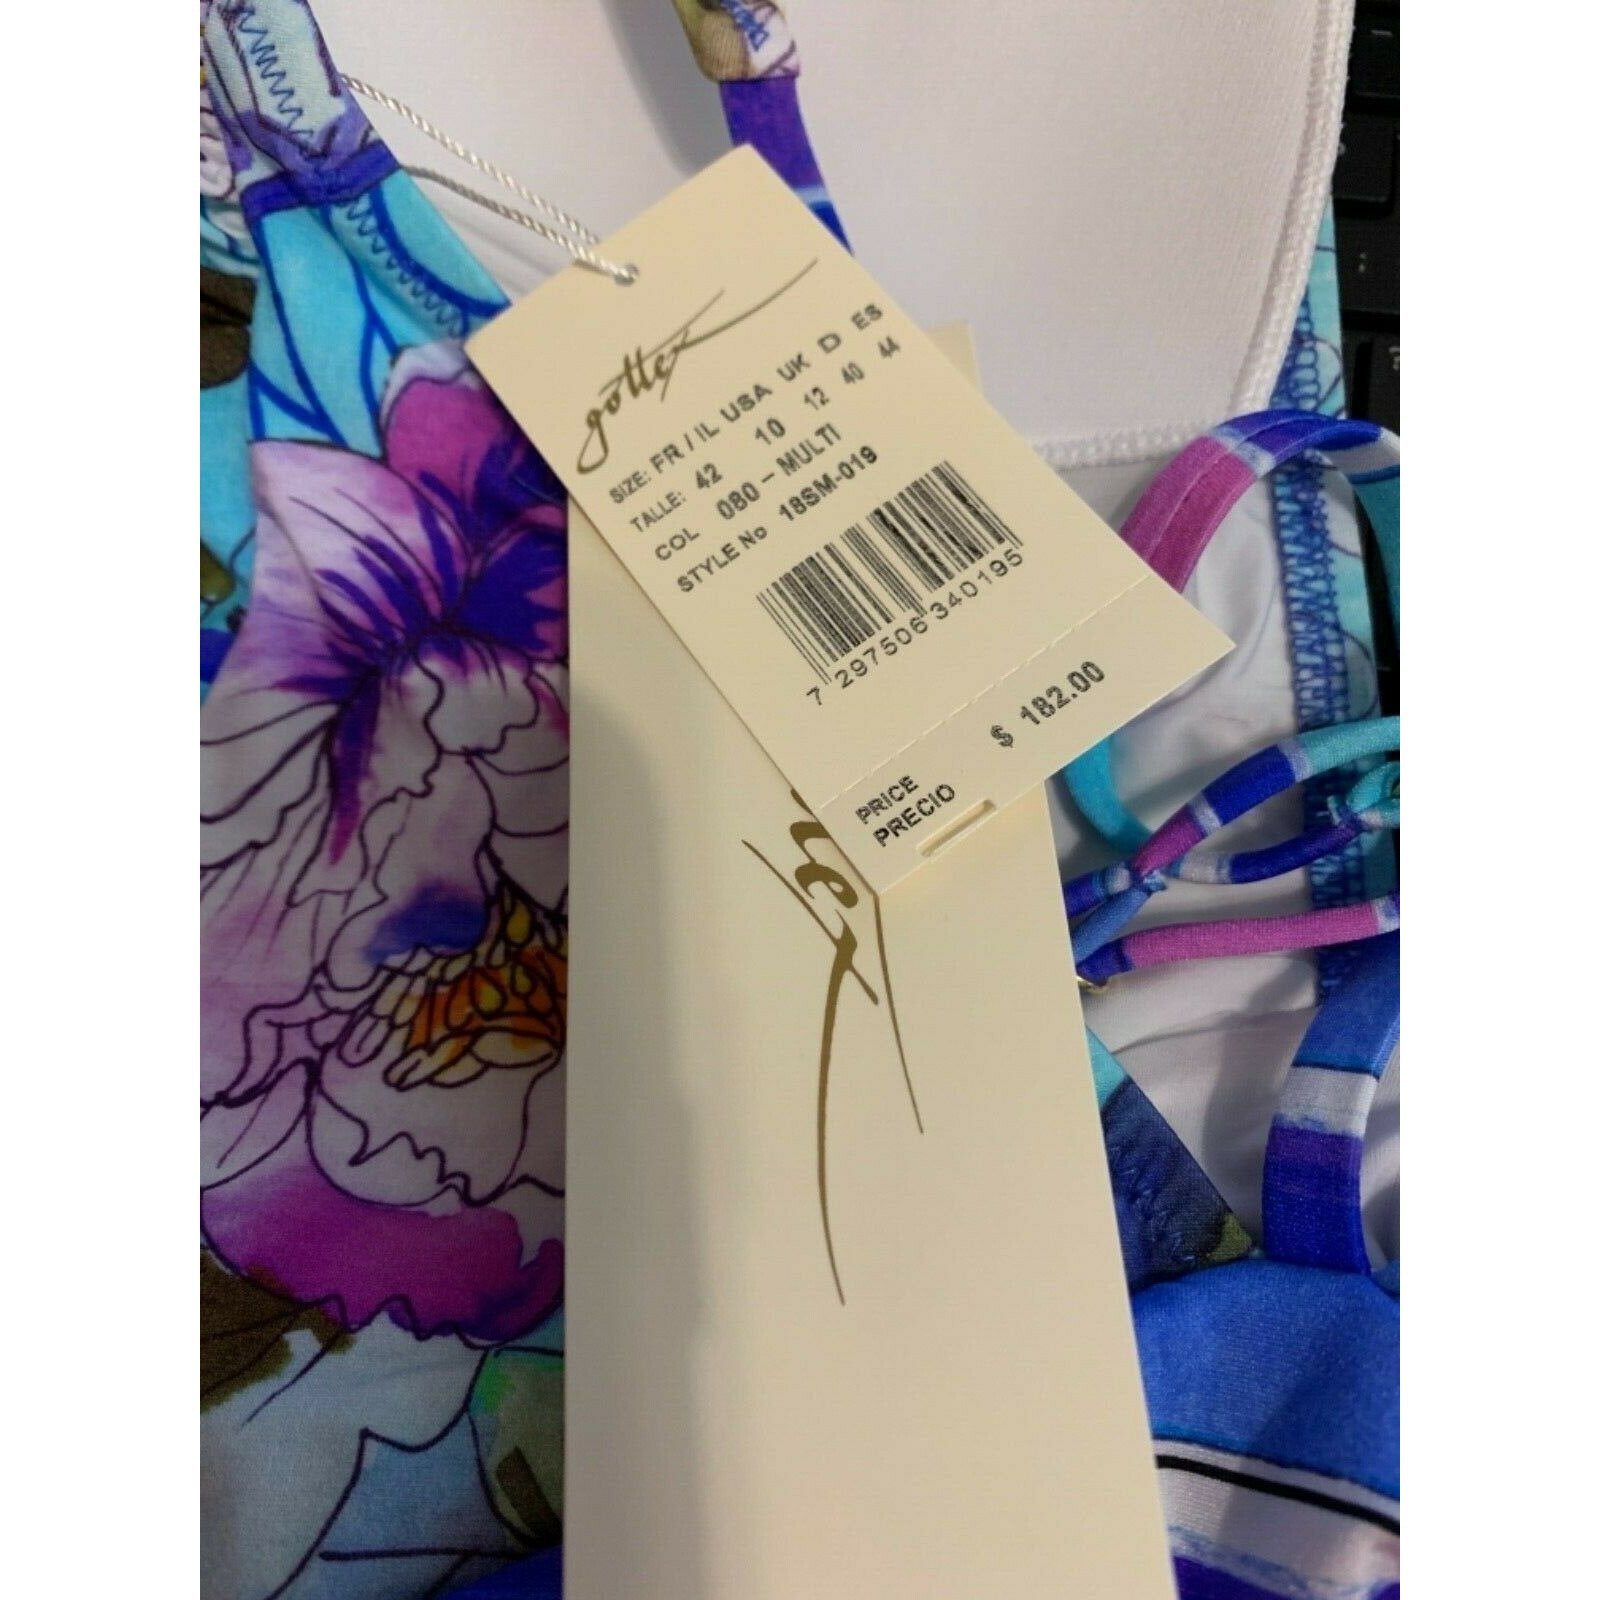 gottex
SIZE: FR / IL USA UK D ES
TALLE: 42 10 12 40 44
COL 080 – MULTI
STYLE No 18SM-019
7 297506 340195
PRICE $ 182.00
PRECIO
tex